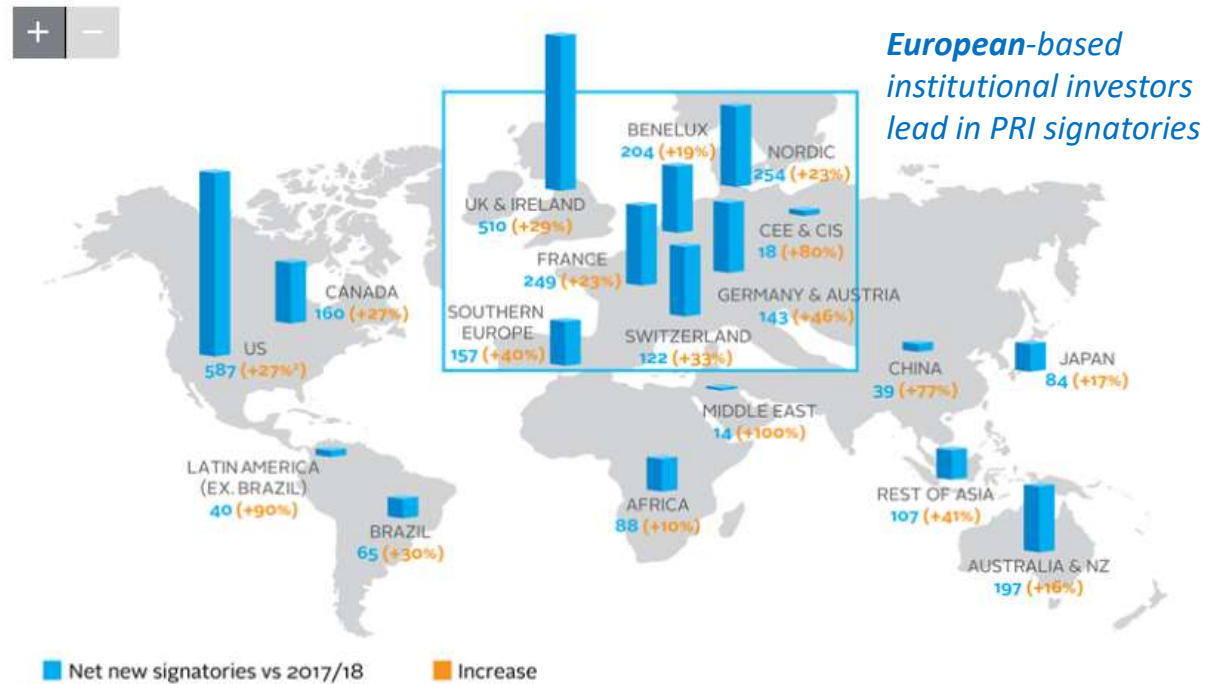 + −
European-based
institutional investors
lead in PRI signatories
BENELUX
204 (+19%)
NORDIC
254 (+23%)
UK & IRELAND
510 (+29%)
CEE & CIS
18 (+80%)
FRANCE
249 (+23%)
GERMANY & AUSTRIA
143 (+46%)
CANADA
160 (+27%)
SOUTHERN
EUROPE
157 (+40%)
SWITZERLAND
122 (+33%)
US
587 (+27%²)
CHINA
39 (+77%)
JAPAN
84 (+17%)
MIDDLE EAST
14 (+100%)
LATIN AMERICA
(EX. BRAZIL)
40 (+90%)
BRAZIL
65 (+30%)
AFRICA
88 (+10%)
REST OF ASIA
107 (+41%)
AUSTRALIA & NZ
197 (+16%)
Net new signatories vs 2017/18
Increase